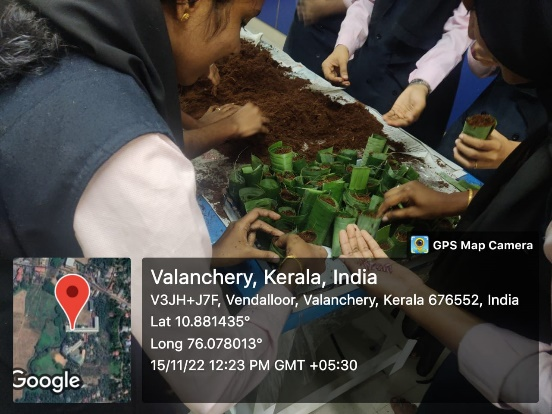 GPS Map Camera
Valanchery, Kerala, India
V3JH+J7F, Vendalloor, Valanchery, Kerala 676552, India
Lat 10.881435°
Long 76.078013°
15/11/22 12:23 PM GMT +05:30
Google